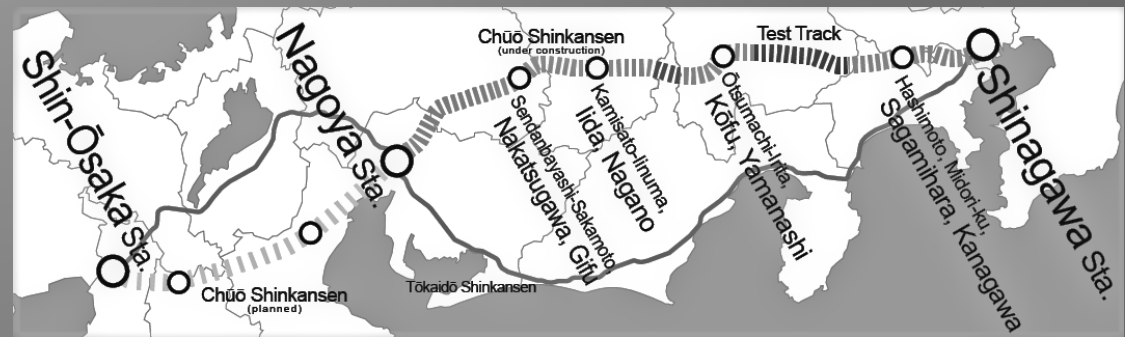 Shin-Ōsaka Sta.
Nagoya Sta.
Chūō Shinkansen
(under construction)
Sendanbayashi-Sakamoto
Nakatsugawa, Gifu
Kamisato-Iinuma,
Iida, Nagano
Ōtsumachi-Ina,
Kōfu, Yamanashi
Test Track
Hashimoto, Midori-ku,
Sagamihara, Kanagawa
Shinagawa Sta.
Chūō Shinkansen
(planned)
Tōkaidō Shinkansen